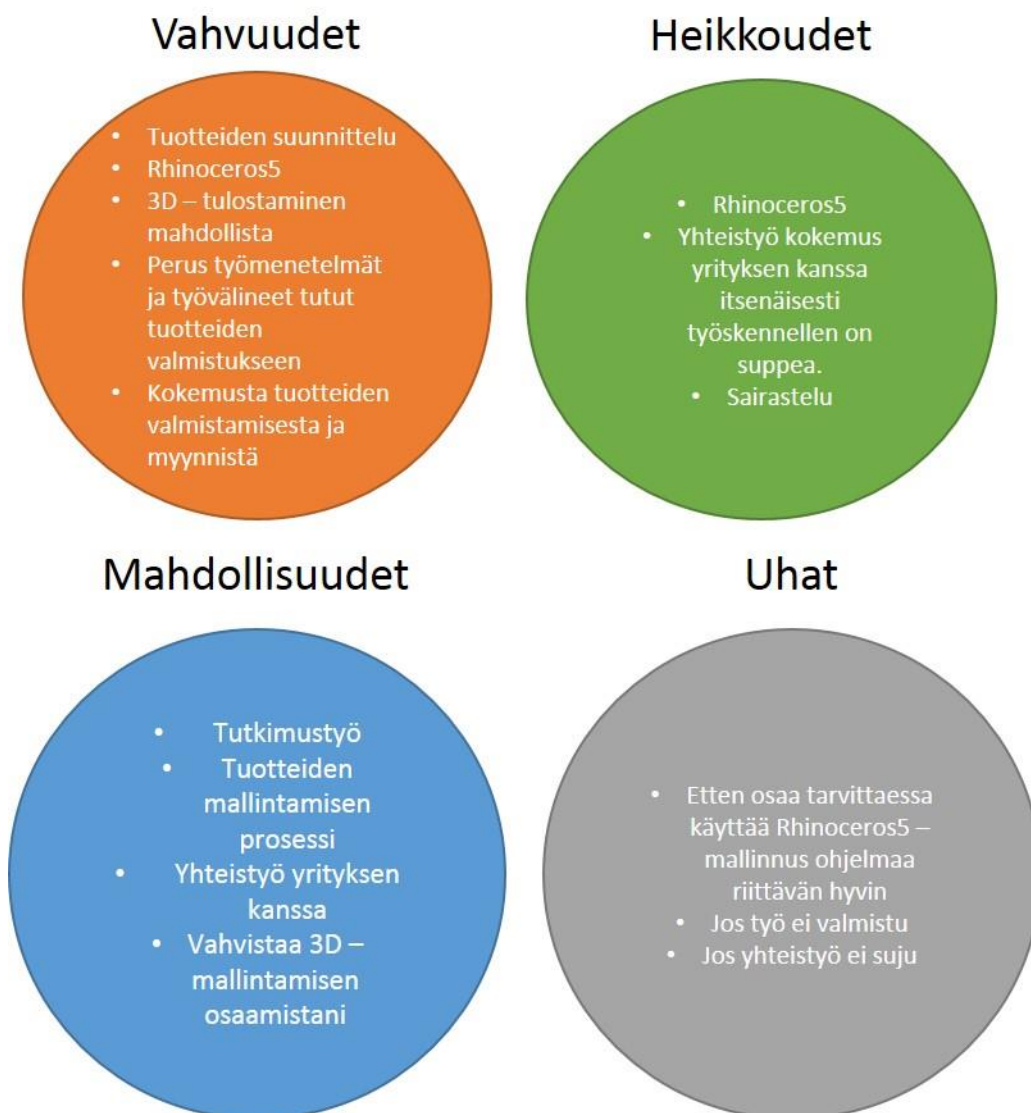 Vahvuudet
• Tuotteiden suunnittelu
• Rhinoceros5
• 3D – tulostaminen
mahdollista
• Perus työmenetelmät
ja työvälineet tutut
tuotteiden
valmistukseen
• Kokemusta tuotteiden
valmistamisesta ja
myynnistä
Heikkoudet
• Rhinoceros5
• Yhteistyö kokemus
yrityksen kanssa
itsenäisesti
työskennellen on
suppea.
• Sairastelu
Mahdollisuudet
• Tutkimustyö
• Tuotteiden
mallintamisen
prosessi
• Yhteistyö yrityksen
kanssa
• Vahvistaa 3D –
mallintamisen
osaamistani
Uhat
• Etten osaa tarvittaessa
käyttää Rhinoceros5 –
mallinnus ohjelmaa
riittävän hyvin
• Jos työ ei valmistu
• Jos yhteistyö ei suju